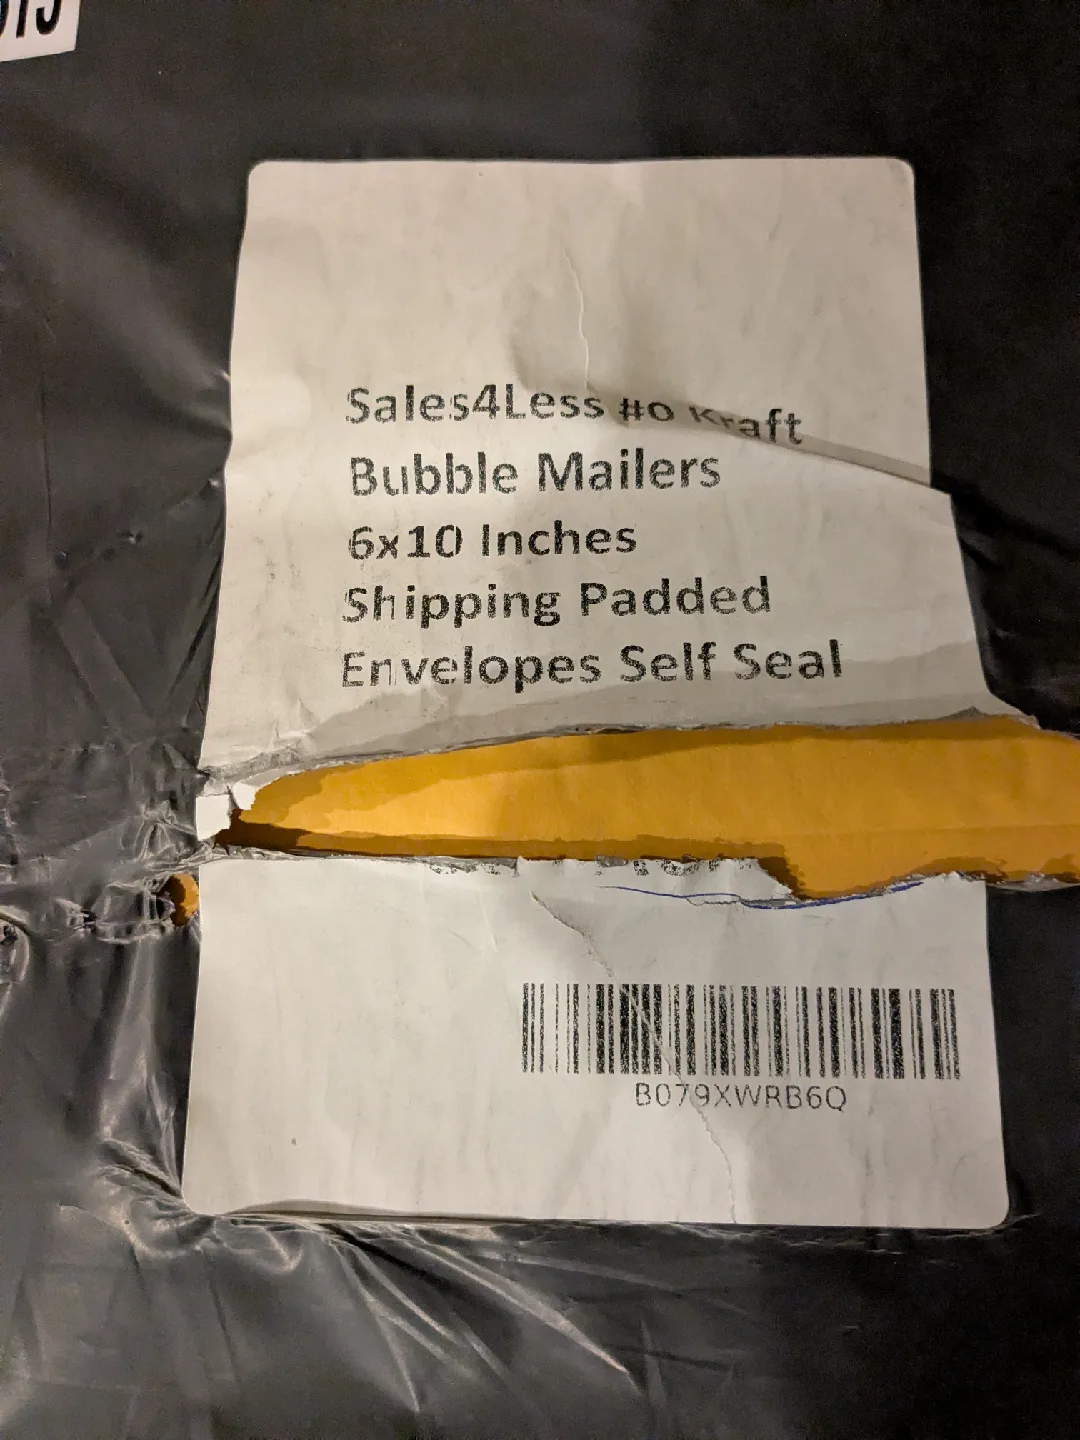 Sales4Less #0 Kraft
Bubble Mailers
6x10 Inches
Shipping Padded
Envelopes Self Seal
B079XWRB6Q